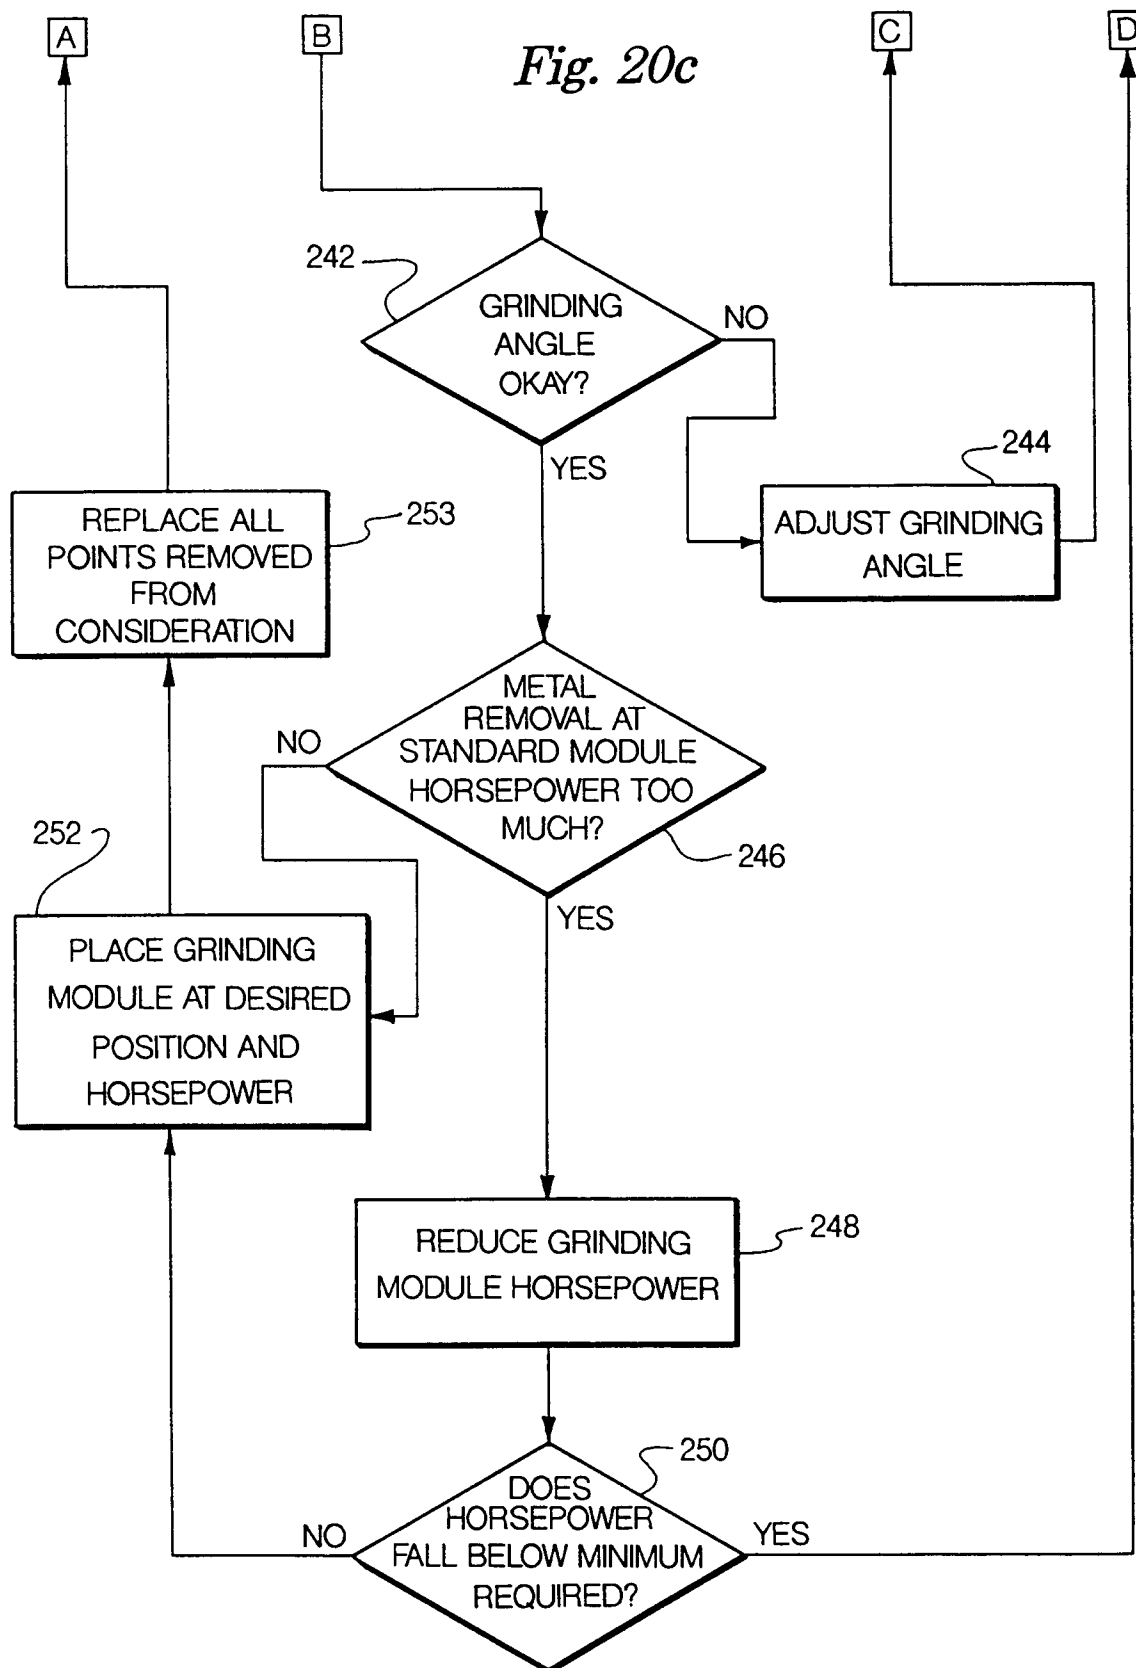 A
B
Fig. 20c
C
D
242
GRINDING
ANGLE
OKAY?
NO
YES
244
ADJUST GRINDING
ANGLE
REPLACE ALL
POINTS REMOVED
FROM
CONSIDERATION
253
METAL
REMOVAL AT
STANDARD MODULE
HORSEPOWER TOO
MUCH?
NO
246
YES
252
PLACE GRINDING
MODULE AT DESIRED
POSITION AND
HORSEPOWER
REDUCE GRINDING
MODULE HORSEPOWER
248
250
DOES
HORSEPOWER
FALL BELOW MINIMUM
REQUIRED?
NO
YES